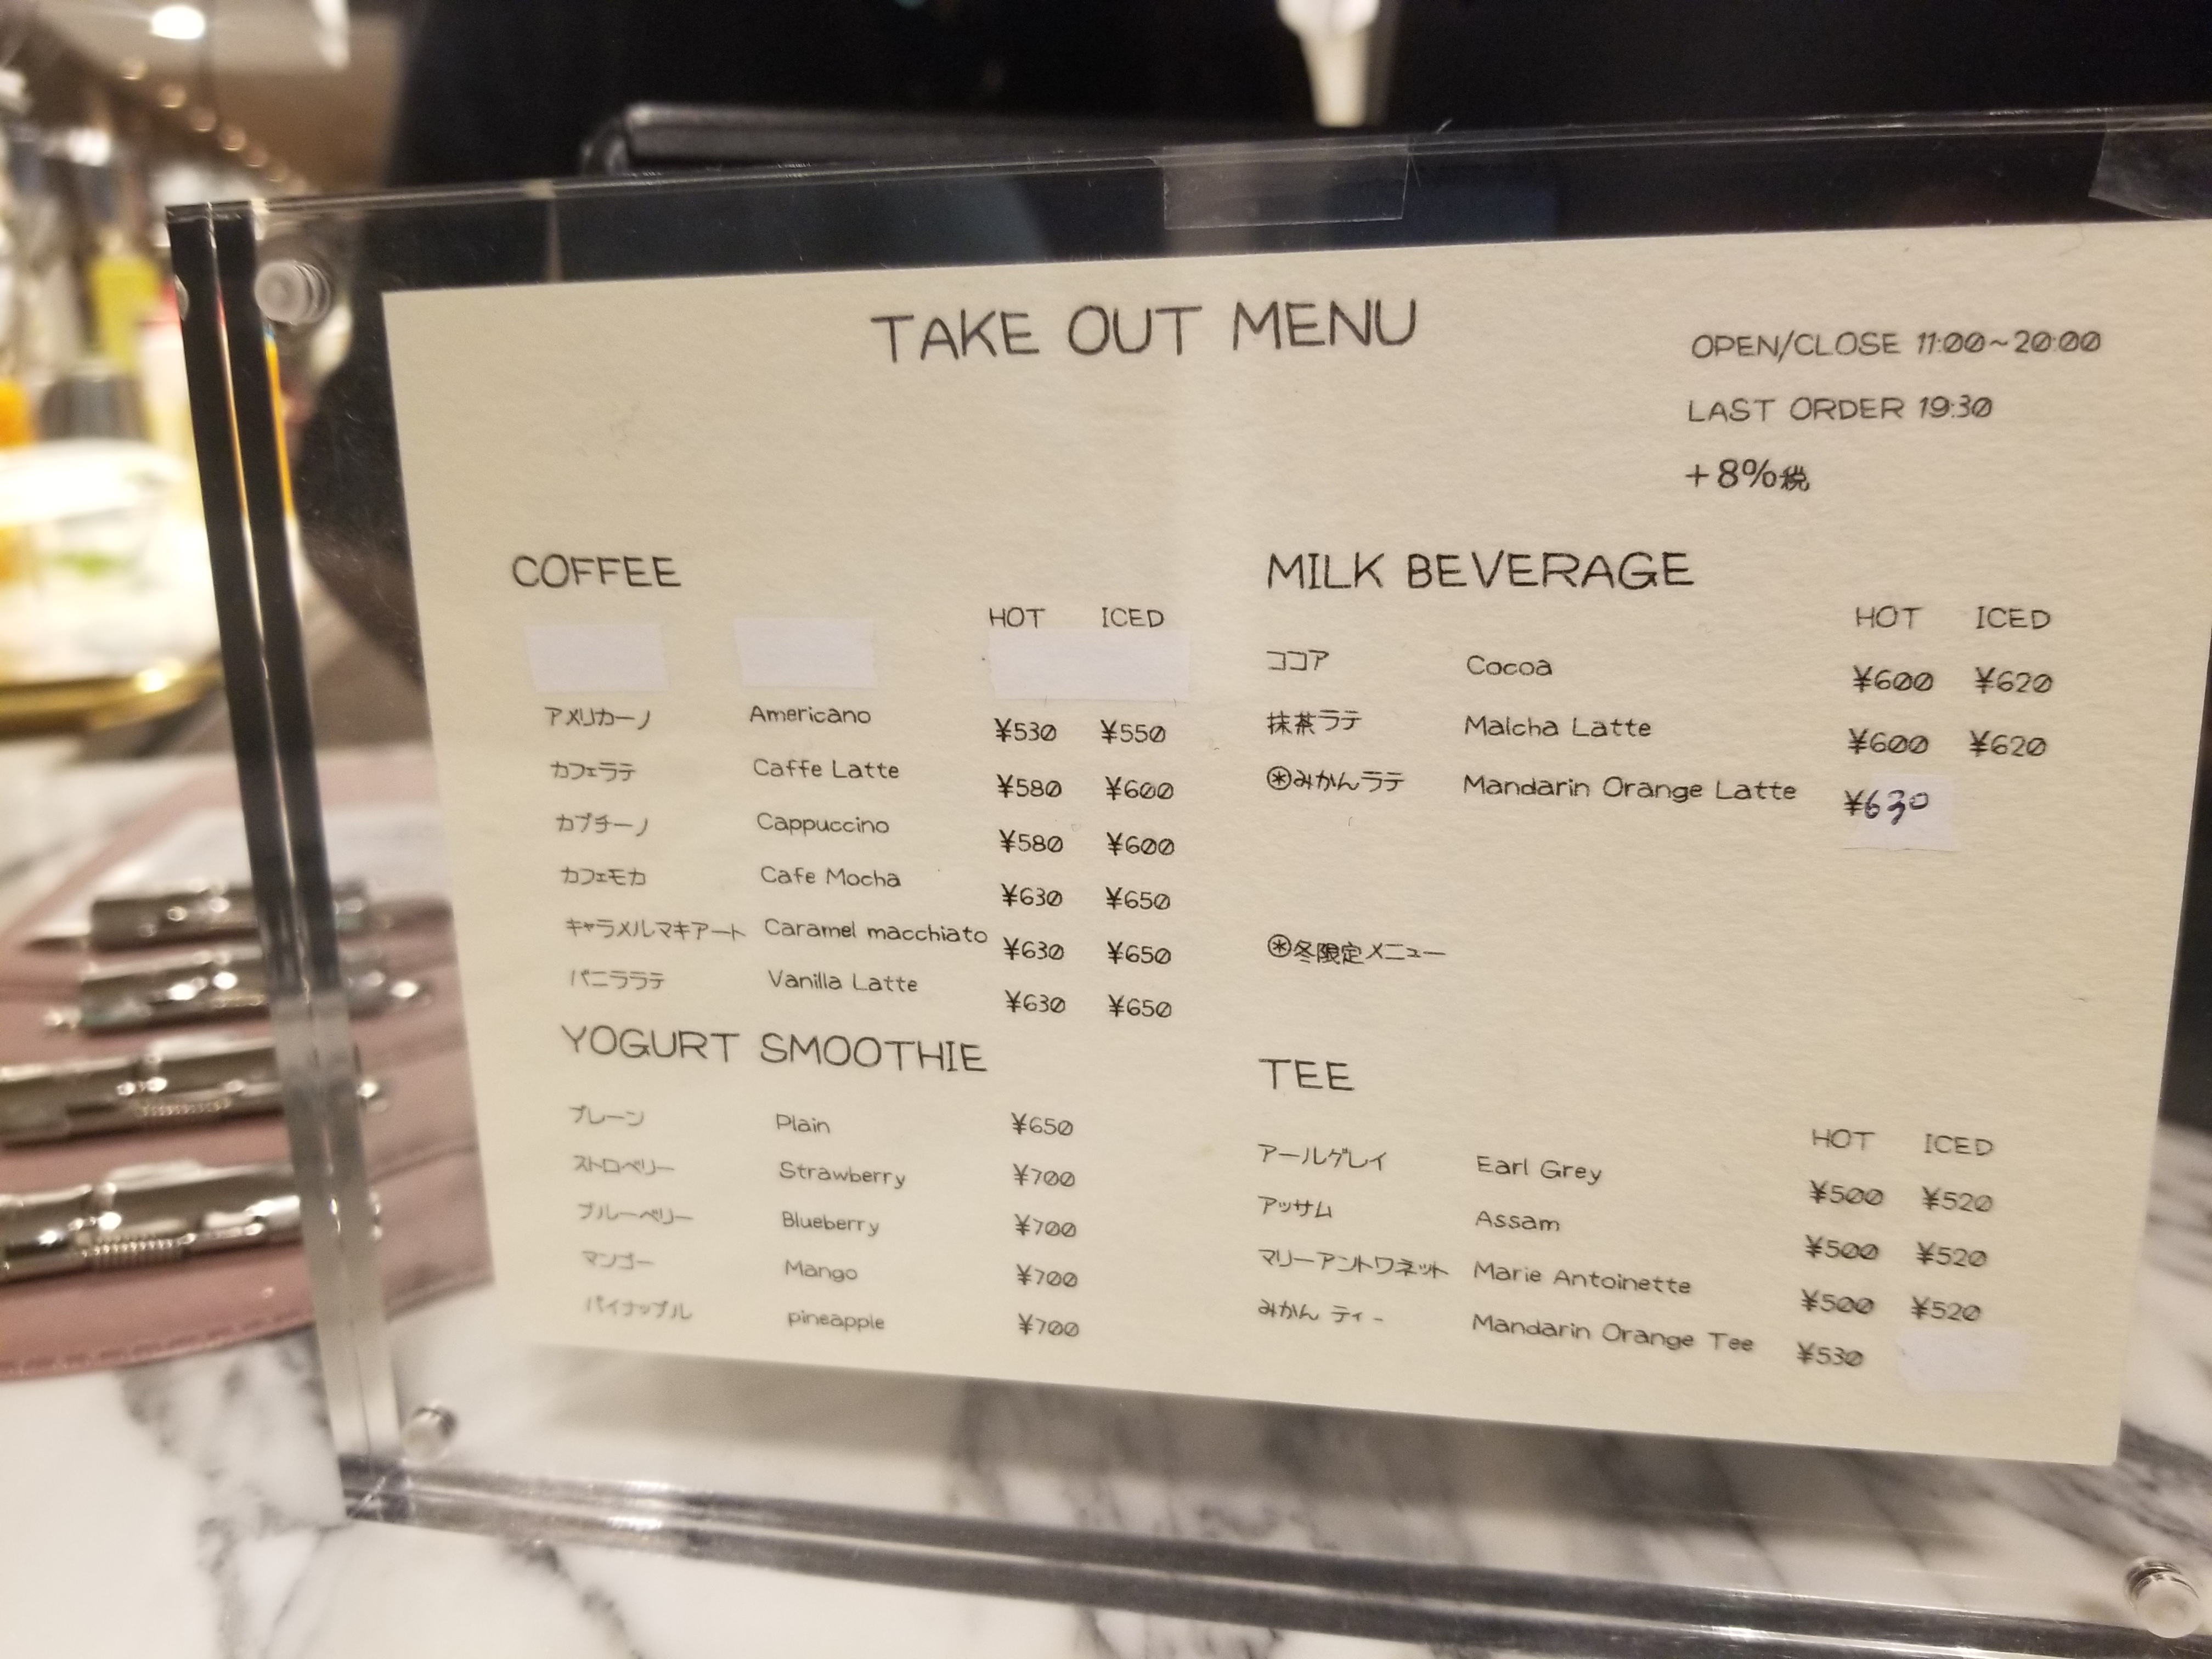 TAKE OUT MENU
OPEN/CLOSE 11:00~20:00
LAST ORDER 19:30
+8%税
COFFEE
HOT ICED
アメリカーノ Americano ¥530 ¥550
カフェラテ Caffe Latte ¥580 ¥600
カプチーノ Cappuccino ¥580 ¥600
カフェモカ Cafe Mocha ¥630 ¥650
キャラメルマキアート Caramel macchiato ¥630 ¥650
バニララテ Vanilla Latte ¥630 ¥650
YOGURT SMOOTHIE
プレーン Plain ¥650
ストロベリー Strawberry ¥700
ブルーベリー Blueberry ¥700
マンゴー Mango ¥700
パイナップル pineapple ¥700
MILK BEVERAGE
HOT ICED
ココア Cocoa ¥600 ¥620
抹茶ラテ Malcha Latte ¥600 ¥620
⊛みかんラテ Mandarin Orange Latte ¥630
⊛冬限定メニュー
TEE
HOT ICED
アールグレイ Earl Grey ¥500 ¥520
アッサム Assam ¥500 ¥520
マリーアントワネット Marie Antoinette ¥500 ¥520
みかん ティー Mandarin Orange Tee ¥530